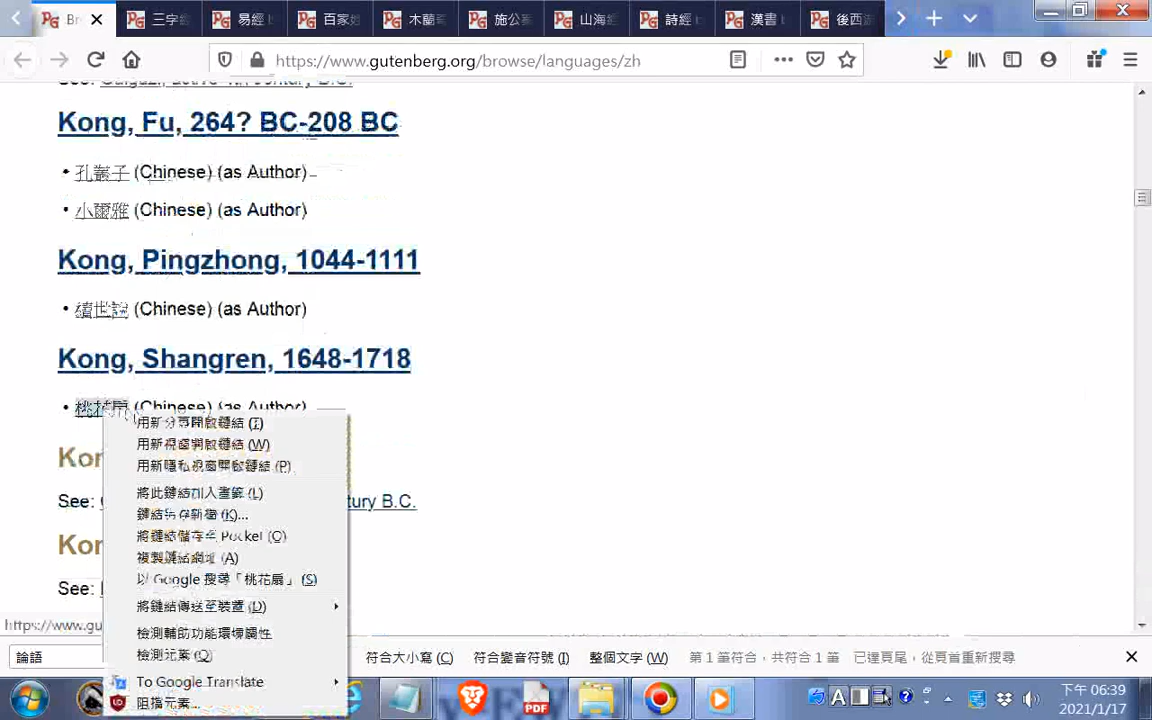 Br
三字
易經
百家姓
木蘭
施公案
山海經
詩經
漢書
後西
https://www.gutenberg.org/browse/languages/zh
Kong, Fu, 264? BC-208 BC
• 孔叢子 (Chinese) (as Author)
• 小爾雅 (Chinese) (as Author)
Kong, Pingzhong, 1044-1111
• 續世說 (Chinese) (as Author)
Kong, Shangren, 1648-1718
• 桃花扇 (Chinese) (as Author)
用新分頁開啟鏈結 (T)
用新視窗開啟鏈結 (W)
用新隱私視窗開啟鏈結 (P)
將此鏈結加入書籤 (L)
鏈結另存新檔 (K)...
將鏈結儲存至 Pocket (O)
複製鏈結網址 (A)
以 Google 搜尋「桃花扇」 (S)
將鏈結傳送至裝置 (D)
檢測輔助功能環境屬性
檢測元素 (Q)
To Google Translate
阻擋元素...
Kon
See:
tury B.C.
Kon
See:
https://www.gu
論語
符合大小寫 (C)
符合變音符號 (I)
整個文字 (W)
第 1 筆符合，共符合 1 筆
已達頁尾，從頁首重新搜尋
PDF
下午 06:39
2021/1/17